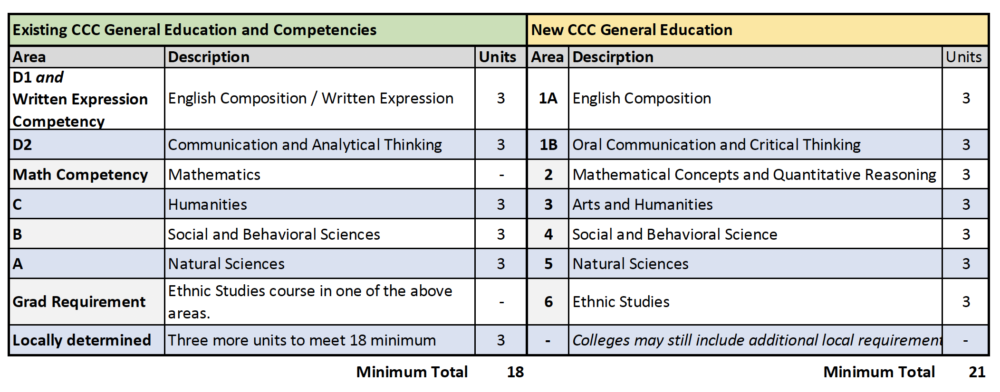 Existing CCC General Education and Competencies New CCC General Education
Area Description Units Area Descirption Units
D1 and
Written Expression
Competency
English Composition / Written Expression 3 1A English Composition 3
D2 Communication and Analytical Thinking 3 1B Oral Communication and Critical Thinking 3
Math Competency Mathematics - 2 Mathematical Concepts and Quantitative Reasoning 3
C Humanities 3 3 Arts and Humanities 3
B Social and Behavioral Sciences 3 4 Social and Behavioral Science 3
A Natural Sciences 3 5 Natural Sciences 3
Grad Requirement Ethnic Studies course in one of the above
areas. - 6 Ethnic Studies 3
Locally determined Three more units to meet 18 minimum 3 - Colleges may still include additional local requirement -
Minimum Total 18 Minimum Total 21